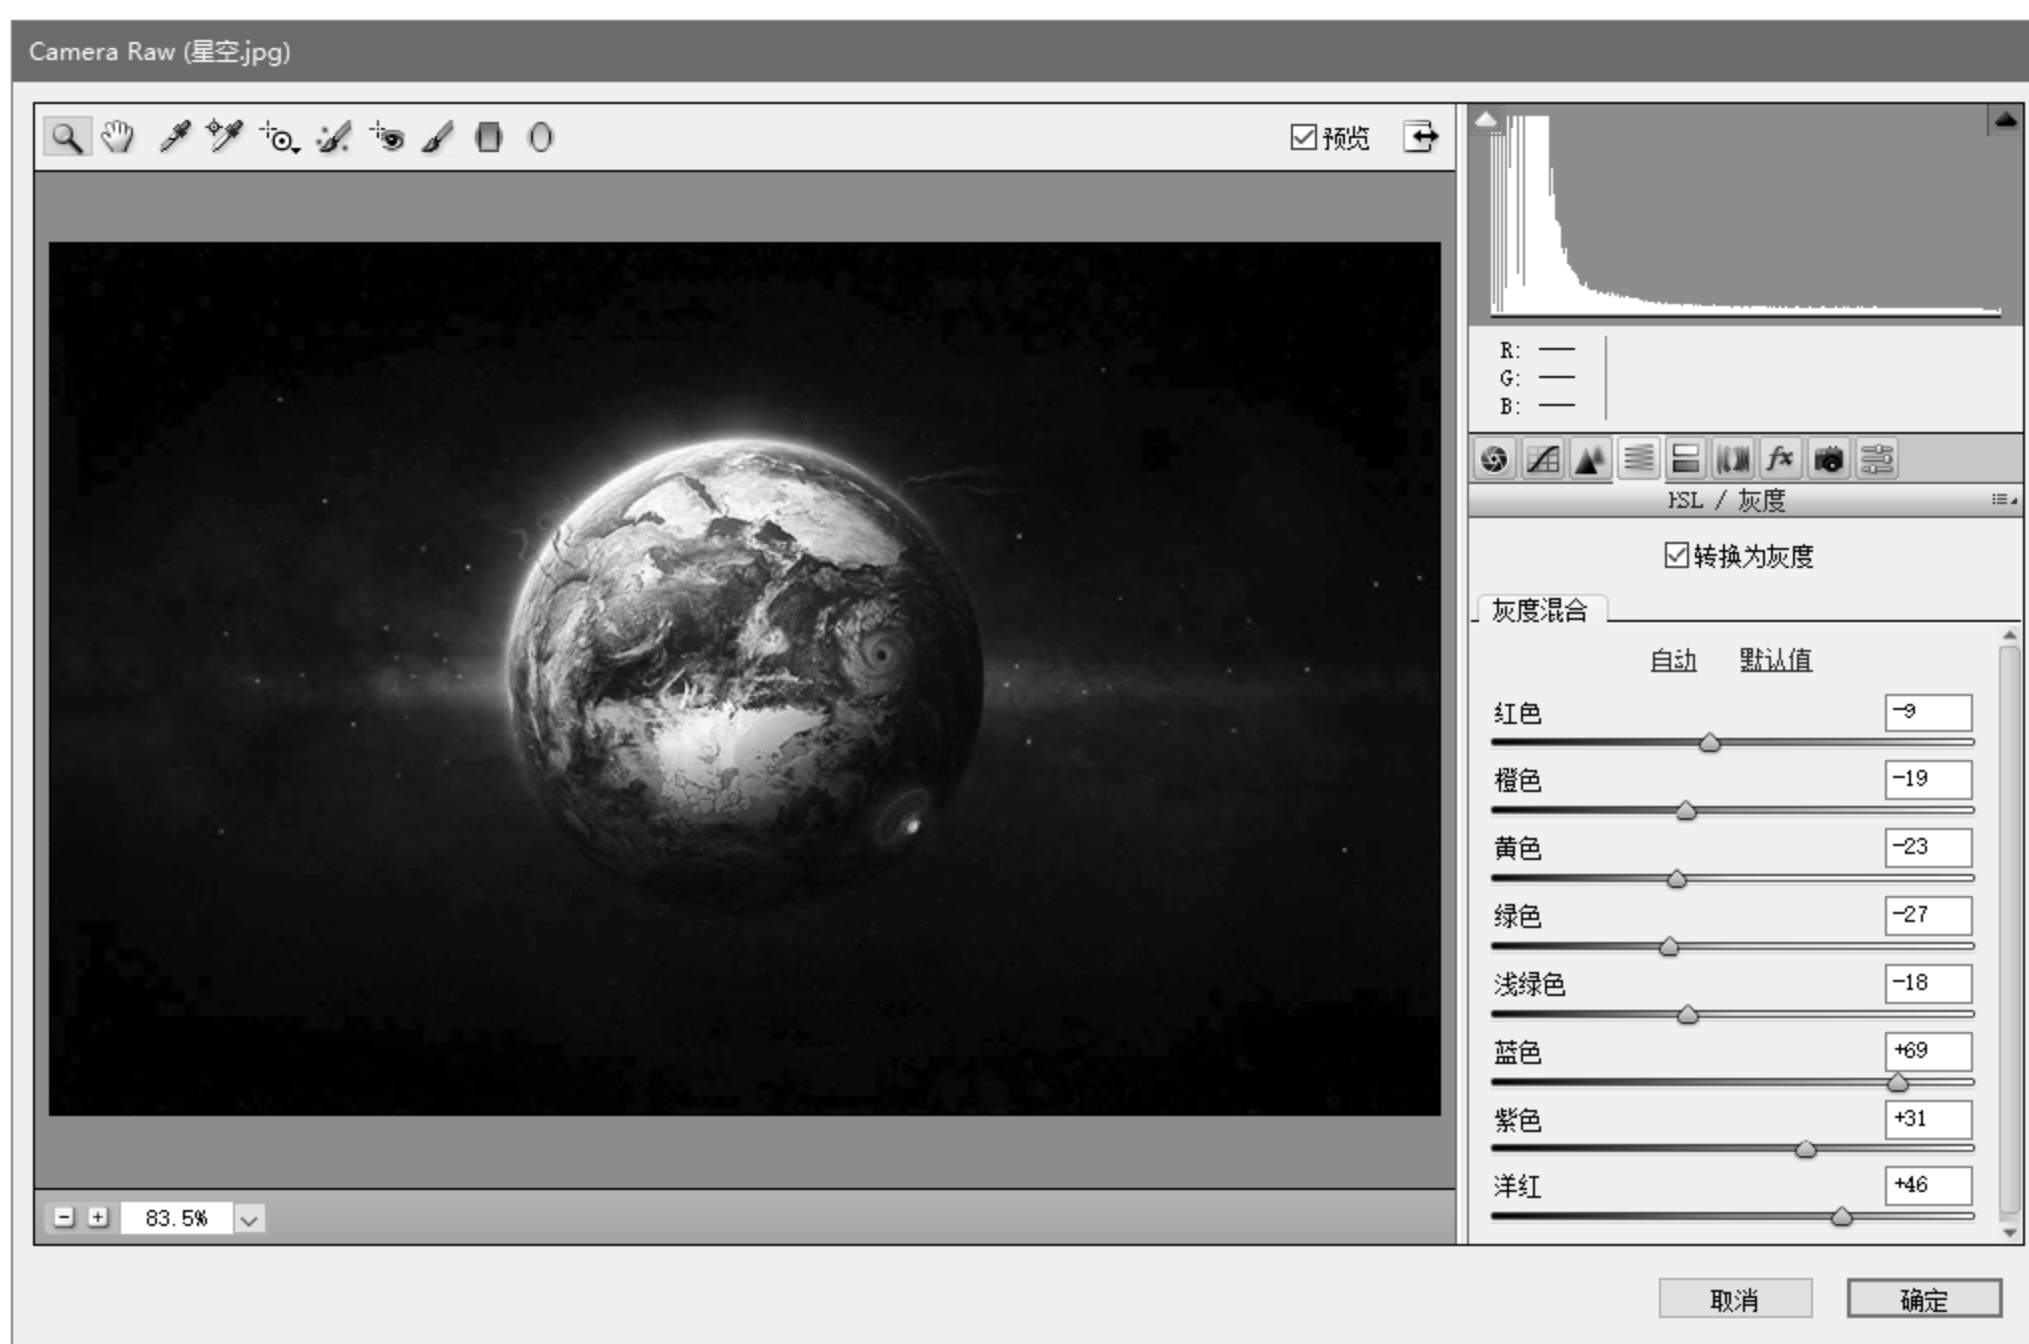 Camera Raw (星空.jpg)
预览
R: —
G: —
B: —
fx
HSL / 灰度
转换为灰度
灰度混合
自动 默认值
红色 -9
橙色 -19
黄色 -23
绿色 -27
浅绿色 -18
蓝色 +69
紫色 +31
洋红 +46
83.5%
取消 确定